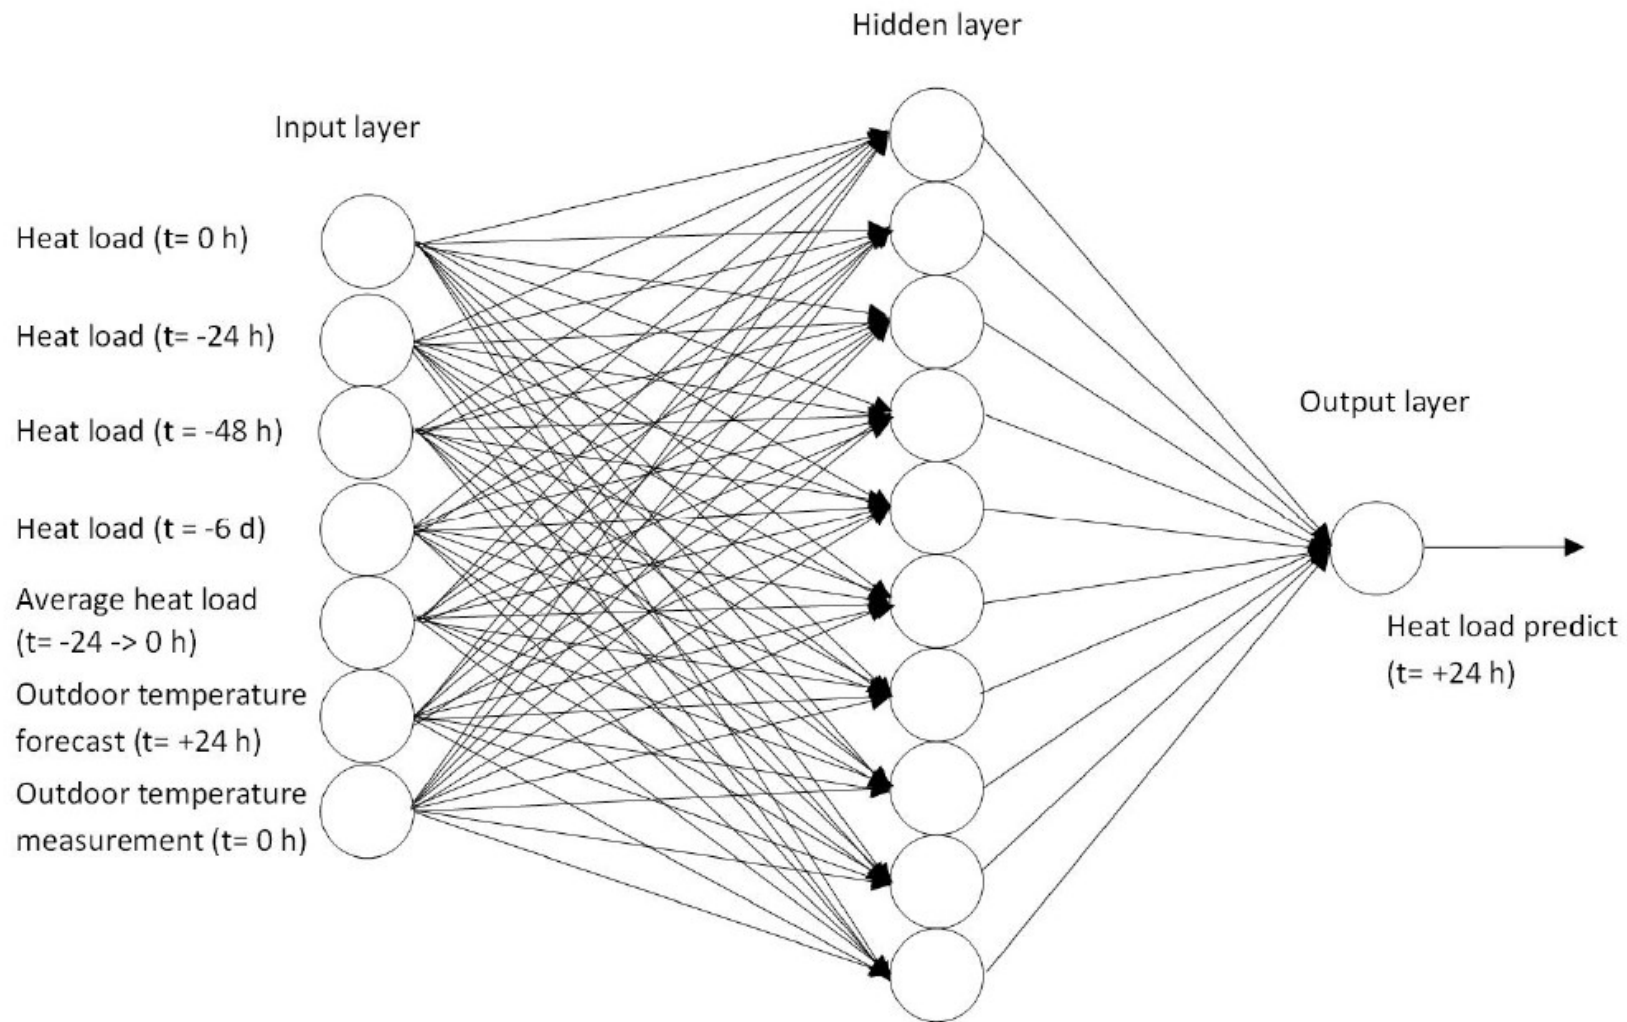 Hidden layer
Input layer
Heat load (t= 0 h)
Heat load (t= -24 h)
Heat load (t = -48 h)
Heat load (t = -6 d)
Average heat load
(t= -24 -> 0 h)
Outdoor temperature
forecast (t= +24 h)
Outdoor temperature
measurement (t= 0 h)
Output layer
Heat load predict
(t= +24 h)